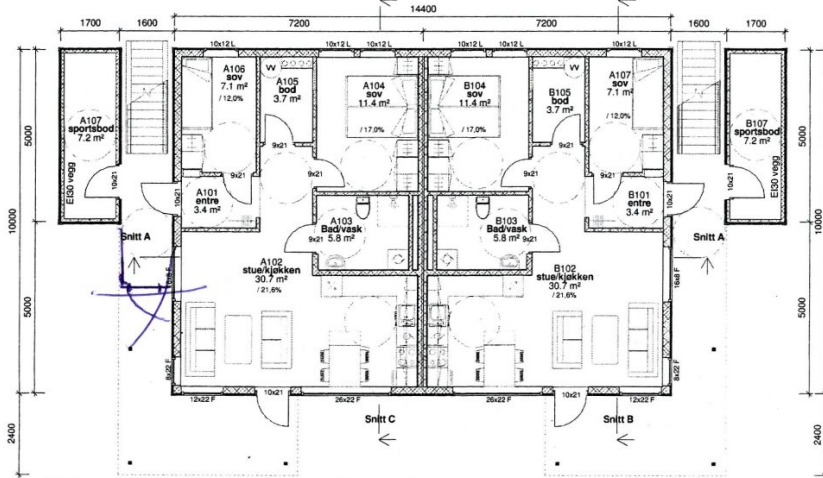 14400
1700
1600
7200
7200
1600
1700
10x12 L
10x12 L
10x12 L
10x12 L
10x12 L
10x12 L
A106
sov
7.1 m²
/ 12,0%
A105
bod
3.7 m²
A104
sov
11.4 m²
/ 17,0%
B104
sov
11.4 m²
/ 17,0%
B105
bod
3.7 m²
A107
sov
7.1 m²
/ 12,0%
A107
sportsbod
7.2 m²
EI30 vegg
B107
sportsbod
7.2 m²
EI30 vegg
5000
5000
10000
5000
2400
5000
10000
5000
2400
9x21
9x21
9x21
9x21
9x21
9x21
10x21
10x21
10x21
10x21
A101
entre
3.4 m²
B101
entre
3.4 m²
A103
Bad/vask
5.8 m²
9x21
B103
Bad/vask
5.8 m²
9x21
Snitt A
Snitt A
A102
stue/kjøkken
30.7 m²
/ 21,6%
B102
stue/kjøkken
30.7 m²
/ 21,6%
16x8 F
8x22 F
8x22 F
12x22 F
10x21
26x22 F
26x22 F
10x21
12x22 F
Snitt C
Snitt B